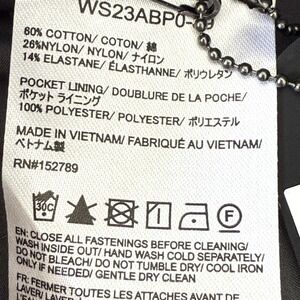 WS23ABP0-
60% COTTON/ COTON/ 綿
26%NYLON/ NYLON/ ナイロン
14% ELASTANE/ ÉLASTHANNE/ ポリウレタン
POCKET LINING/ DOUBLURE DE LA POCHE/
ポケット ライニング
100% POLYESTER/ POLYESTER/ ポリエステル
MADE IN VIETNAM/ FABRIQUÉ AU VIETNAM/
ベトナム製
RN#152789
30C
F
EN: CLOSE ALL FASTENINGS BEFORE CLEANING/
WASH INSIDE OUT/ HAND WASH COLD SEPARATELY/
DO NOT BLEACH/ DO NOT TUMBLE DRY/ COOL IRON
ONLY IF NEEDED/ GENTLE DRY CLEAN
FR: FERMER TOUTES LES ATTACHES AVANT DE